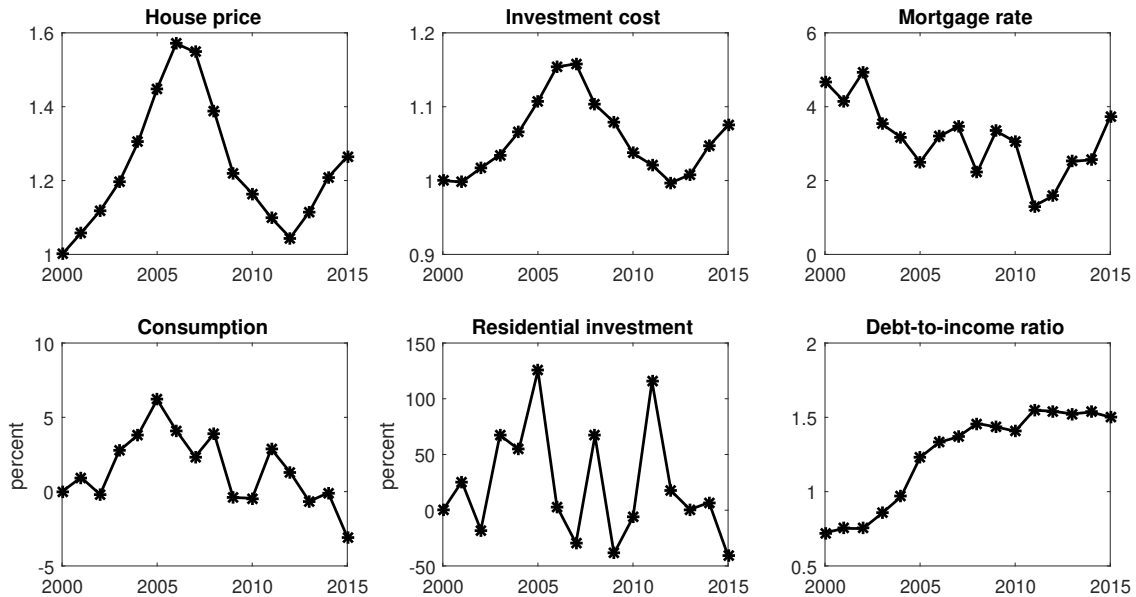 House price
1.6
1.4
1.2
1
2000 2005 2010 2015
Investment cost
1.2
1.1
1
0.9
2000 2005 2010 2015
Mortgage rate
6
4
2
0
2000 2005 2010 2015
Consumption
percent
10
5
0
-5
2000 2005 2010 2015
Residential investment
percent
150
100
50
0
-50
2000 2005 2010 2015
Debt-to-income ratio
2
1.5
1
0.5
2000 2005 2010 2015